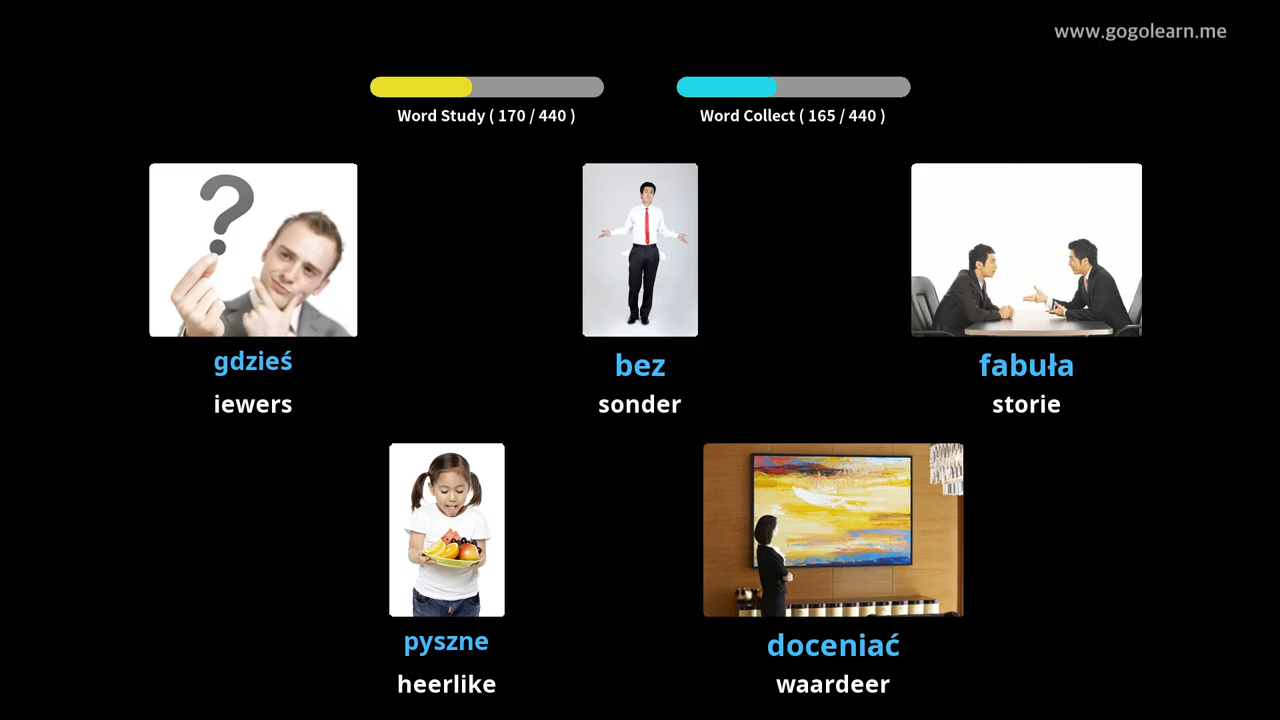 www.gogolearn.me
Word Study ( 170 / 440 )
Word Collect ( 165 / 440 )
gdzieś
iewers
bez
sonder
fabuła
storie
pyszne
heerlike
doceniać
waardeer